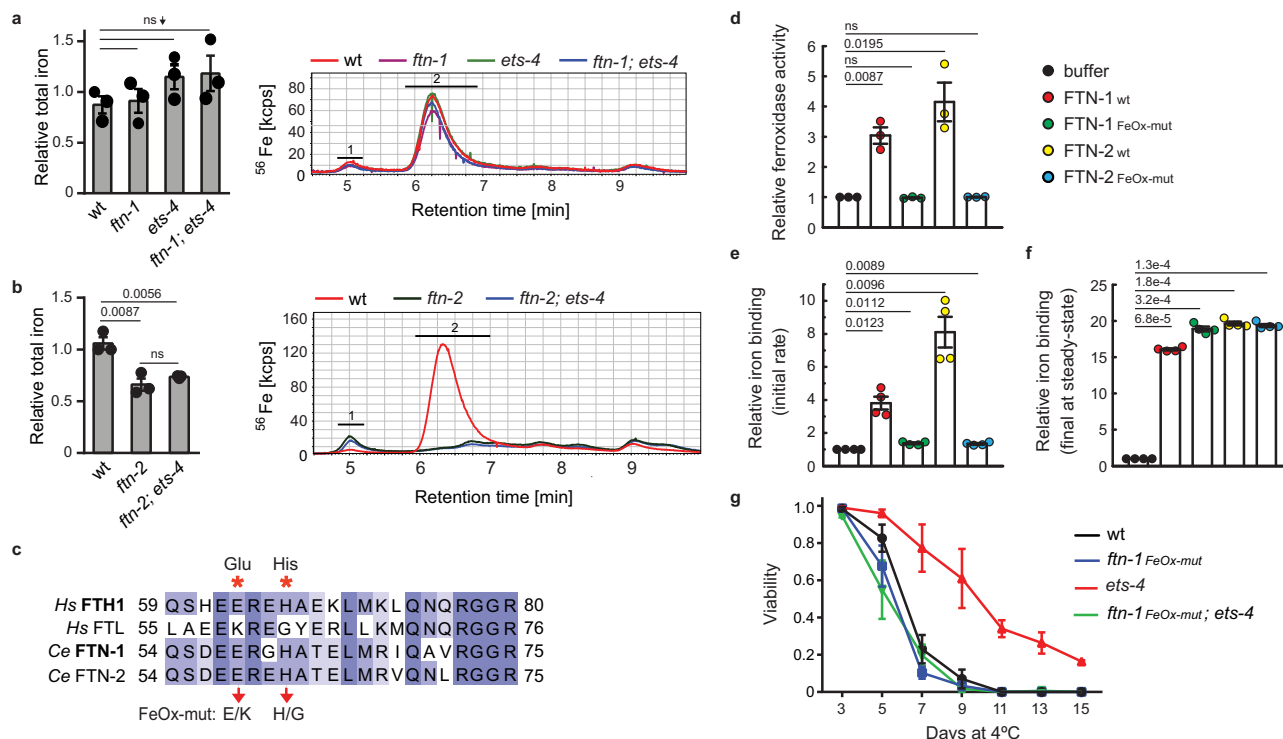 a
ns
Relative total iron
1.5
1.0
0.5
0
wt
ftn-1
ets-4
ftn-1; ets-4
wt ftn-1 ets-4 ftn-1; ets-4
56 Fe [kcps]
80
60
40
20
0
1
2
5 6 7 8 9
Retention time [min]
b
0.0056
0.0087
ns
Relative total iron
1.5
1.0
0.5
0
wt
ftn-2
ftn-2; ets-4
wt ftn-2 ftn-2; ets-4
56 Fe [kcps]
160
120
80
40
0
1
2
5 6 7 8 9
Retention time [min]
c
Glu His
* *
Hs FTH1 59 QSHEEREHAEKLMKLQNQRGGR 80
Hs FTL 55 LAEEKREGYERLLKMQNQRGGR 76
Ce FTN-1 54 QSDEERGHATELMRIQAVRGGR 75
Ce FTN-2 54 QSDEEREHATELMRVQNLRGGR 75
FeOx-mut: E/K H/G
d
ns
0.0195
ns
0.0087
Relative ferroxidase activity
6
5
4
3
2
1
buffer
FTN-1 wt
FTN-1 FeOx-mut
FTN-2 wt
FTN-2 FeOx-mut
e
0.0089
0.0096
0.0112
0.0123
Relative iron binding
(initial rate)
10
8
6
4
2
0
f
1.3e-4
1.8e-4
3.2e-4
6.8e-5
Relative iron binding
(final at steady-state)
25
20
15
10
5
0
g
Viability
1.0
0.8
0.6
0.4
0.2
0.0
3 5 7 9 11 13 15
Days at 4ºC
wt
ftn-1 FeOx-mut
ets-4
ftn-1 FeOx-mut ; ets-4